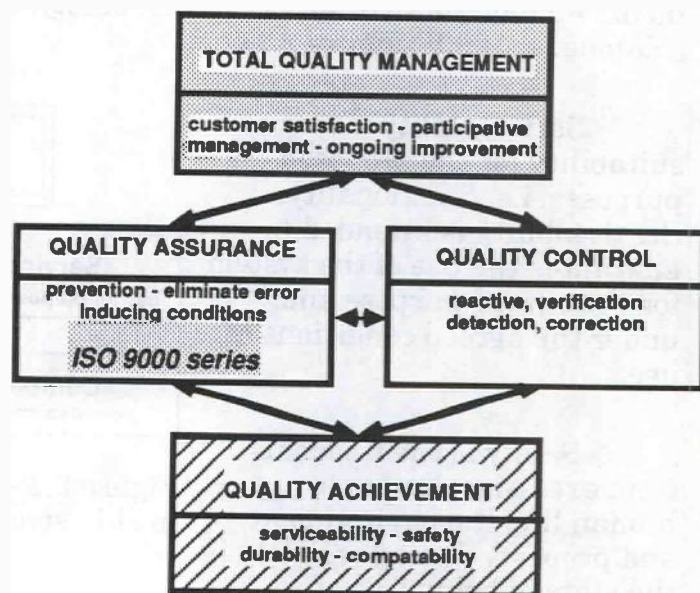 TOTAL QUALITY MANAGEMENT
customer satisfaction - participative
management - ongoing improvement
QUALITY ASSURANCE
prevention - eliminate error
inducing conditions
ISO 9000 series
QUALITY CONTROL
reactive, verification
detection, correction
QUALITY ACHIEVEMENT
serviceability - safety
durability - compatability